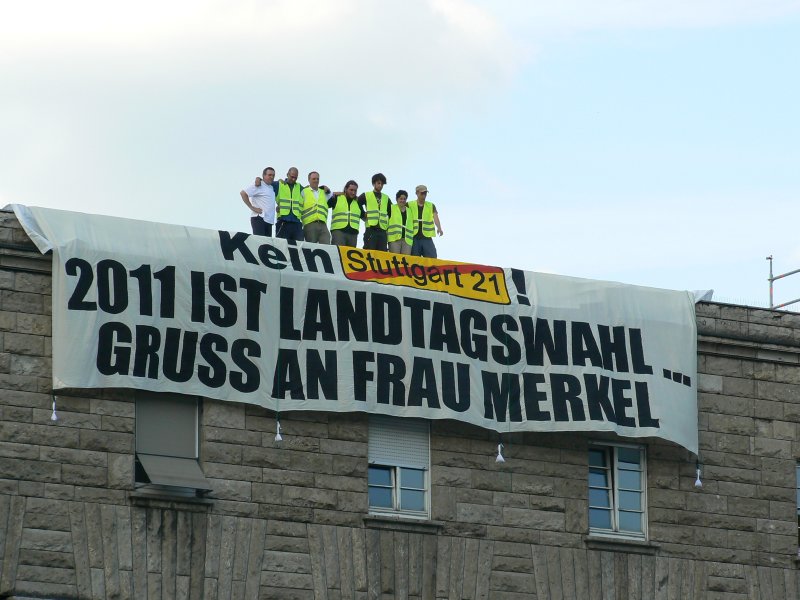 Kein Stuttgart 21 !
2011 IST LANDTAGSWAHL ...
GRUSS AN FRAU MERKEL